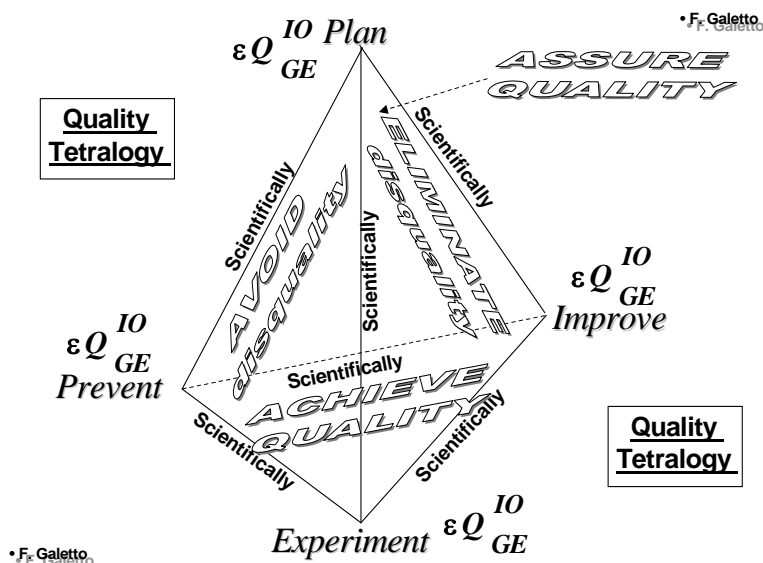 • F. Galetto
εQ IO GE Plan
ASSURE
QUALITY
Quality
Tetralogy
Scientifically
Scientifically
ELIMINATE
disquality
AVOID
disquality
Scientifically
εQ IO GE
Improve
εQ IO GE
Prevent
Scientifically
ACHIEVE
QUALITY
Scientifically
Scientifically
Quality
Tetralogy
Experiment εQ IO GE
• F. Galetto